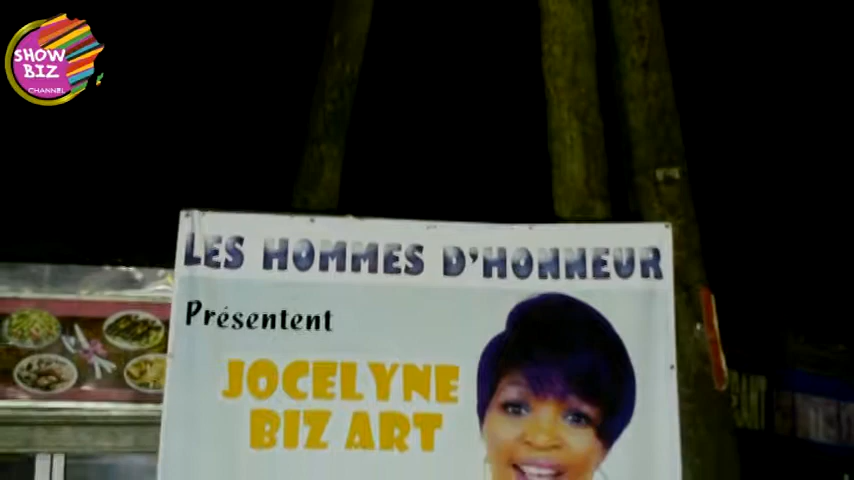 SHOW
BIZ
CHANNEL
LES HOMMES D'HONNEUR
Présentent
JOCELYNE
BIZ ART